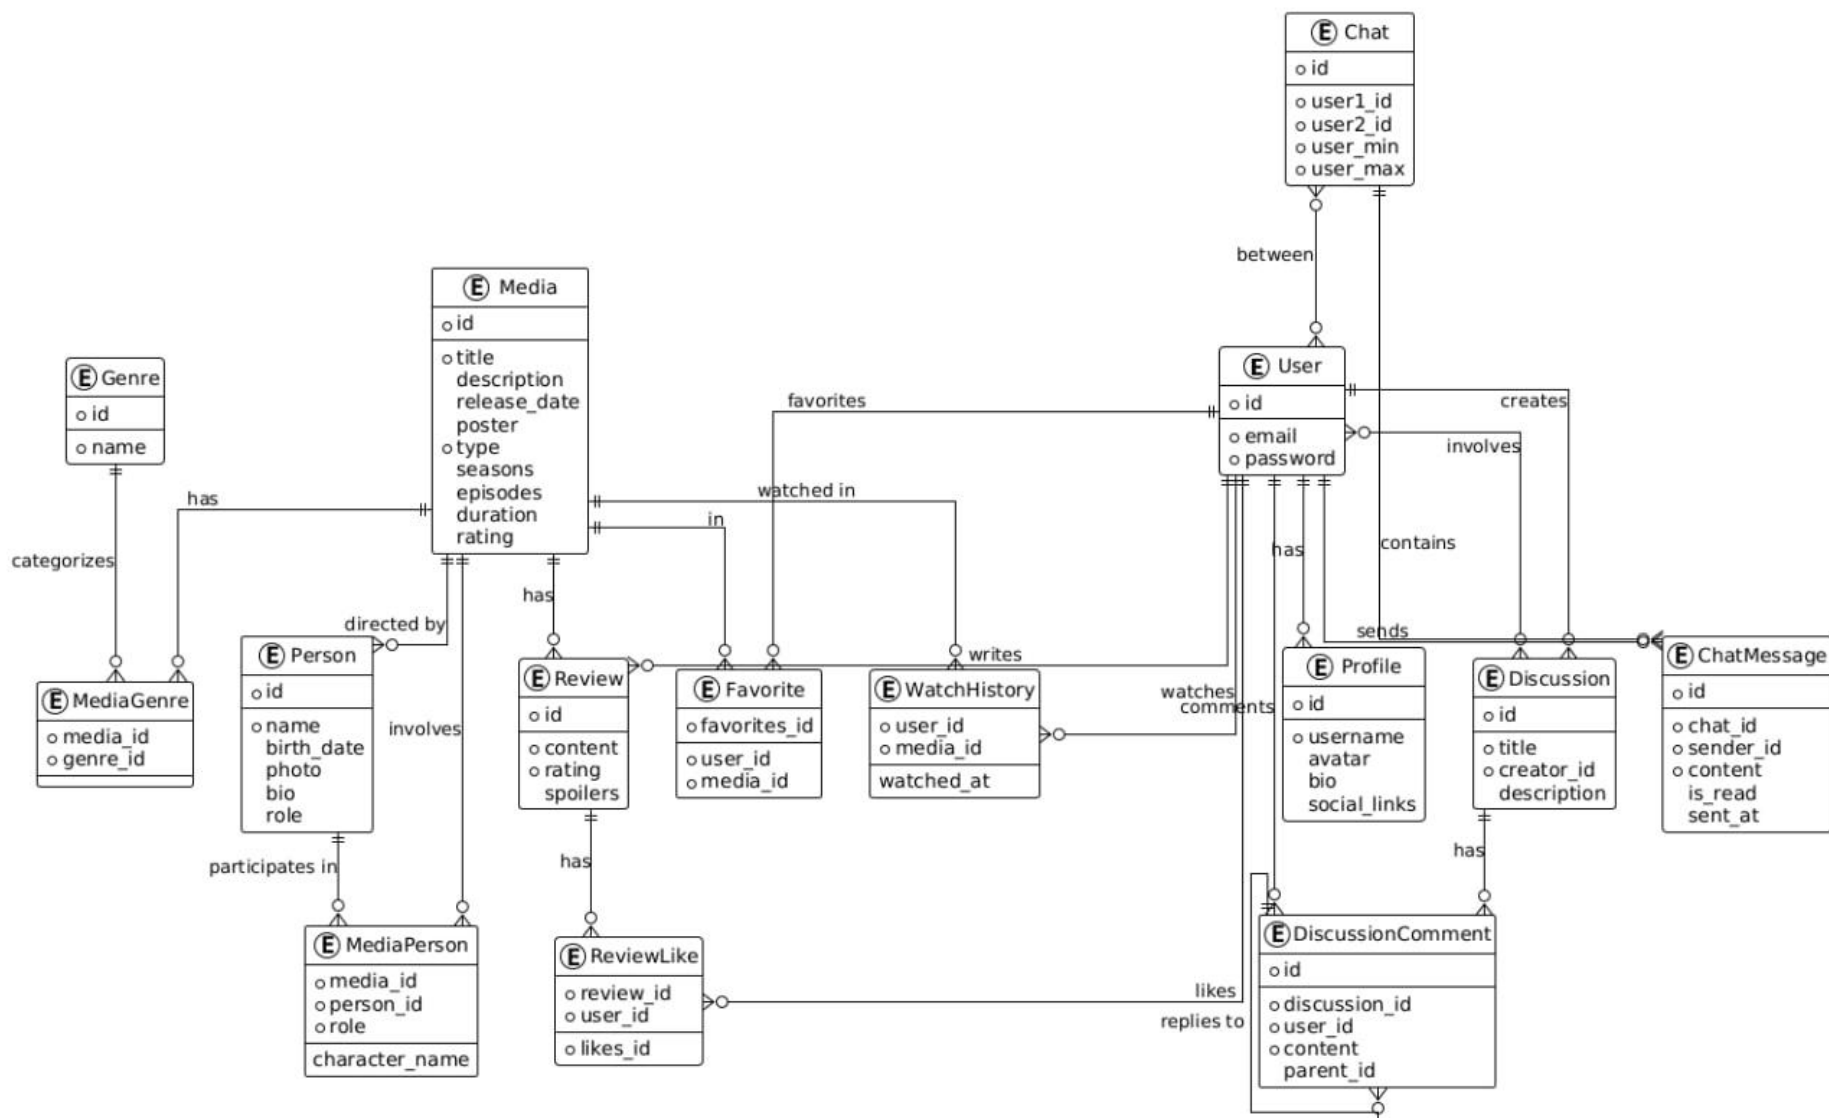 E Chat
id
user1_id
user2_id
user_min
user_max
between
E Media
id
title
description
release_date
poster
type
seasons
episodes
duration
rating
E User
id
email
password
E Genre
id
name
favorites
creates
involves
watched in
has
in
categorizes
has
contains
has
directed by
sends
writes
watches
comments
involves
E MediaGenre
media_id
genre_id
E Person
id
name
birth_date
photo
bio
role
E Review
id
content
rating
spoilers
E Favorite
favorites_id
user_id
media_id
E WatchHistory
user_id
media_id
watched_at
E Profile
id
username
avatar
bio
social_links
E Discussion
id
title
creator_id
description
E ChatMessage
id
chat_id
sender_id
content
is_read
sent_at
participates in
has
has
E MediaPerson
media_id
person_id
role
character_name
E ReviewLike
review_id
user_id
likes_id
likes
replies to
E DiscussionComment
id
discussion_id
user_id
content
parent_id